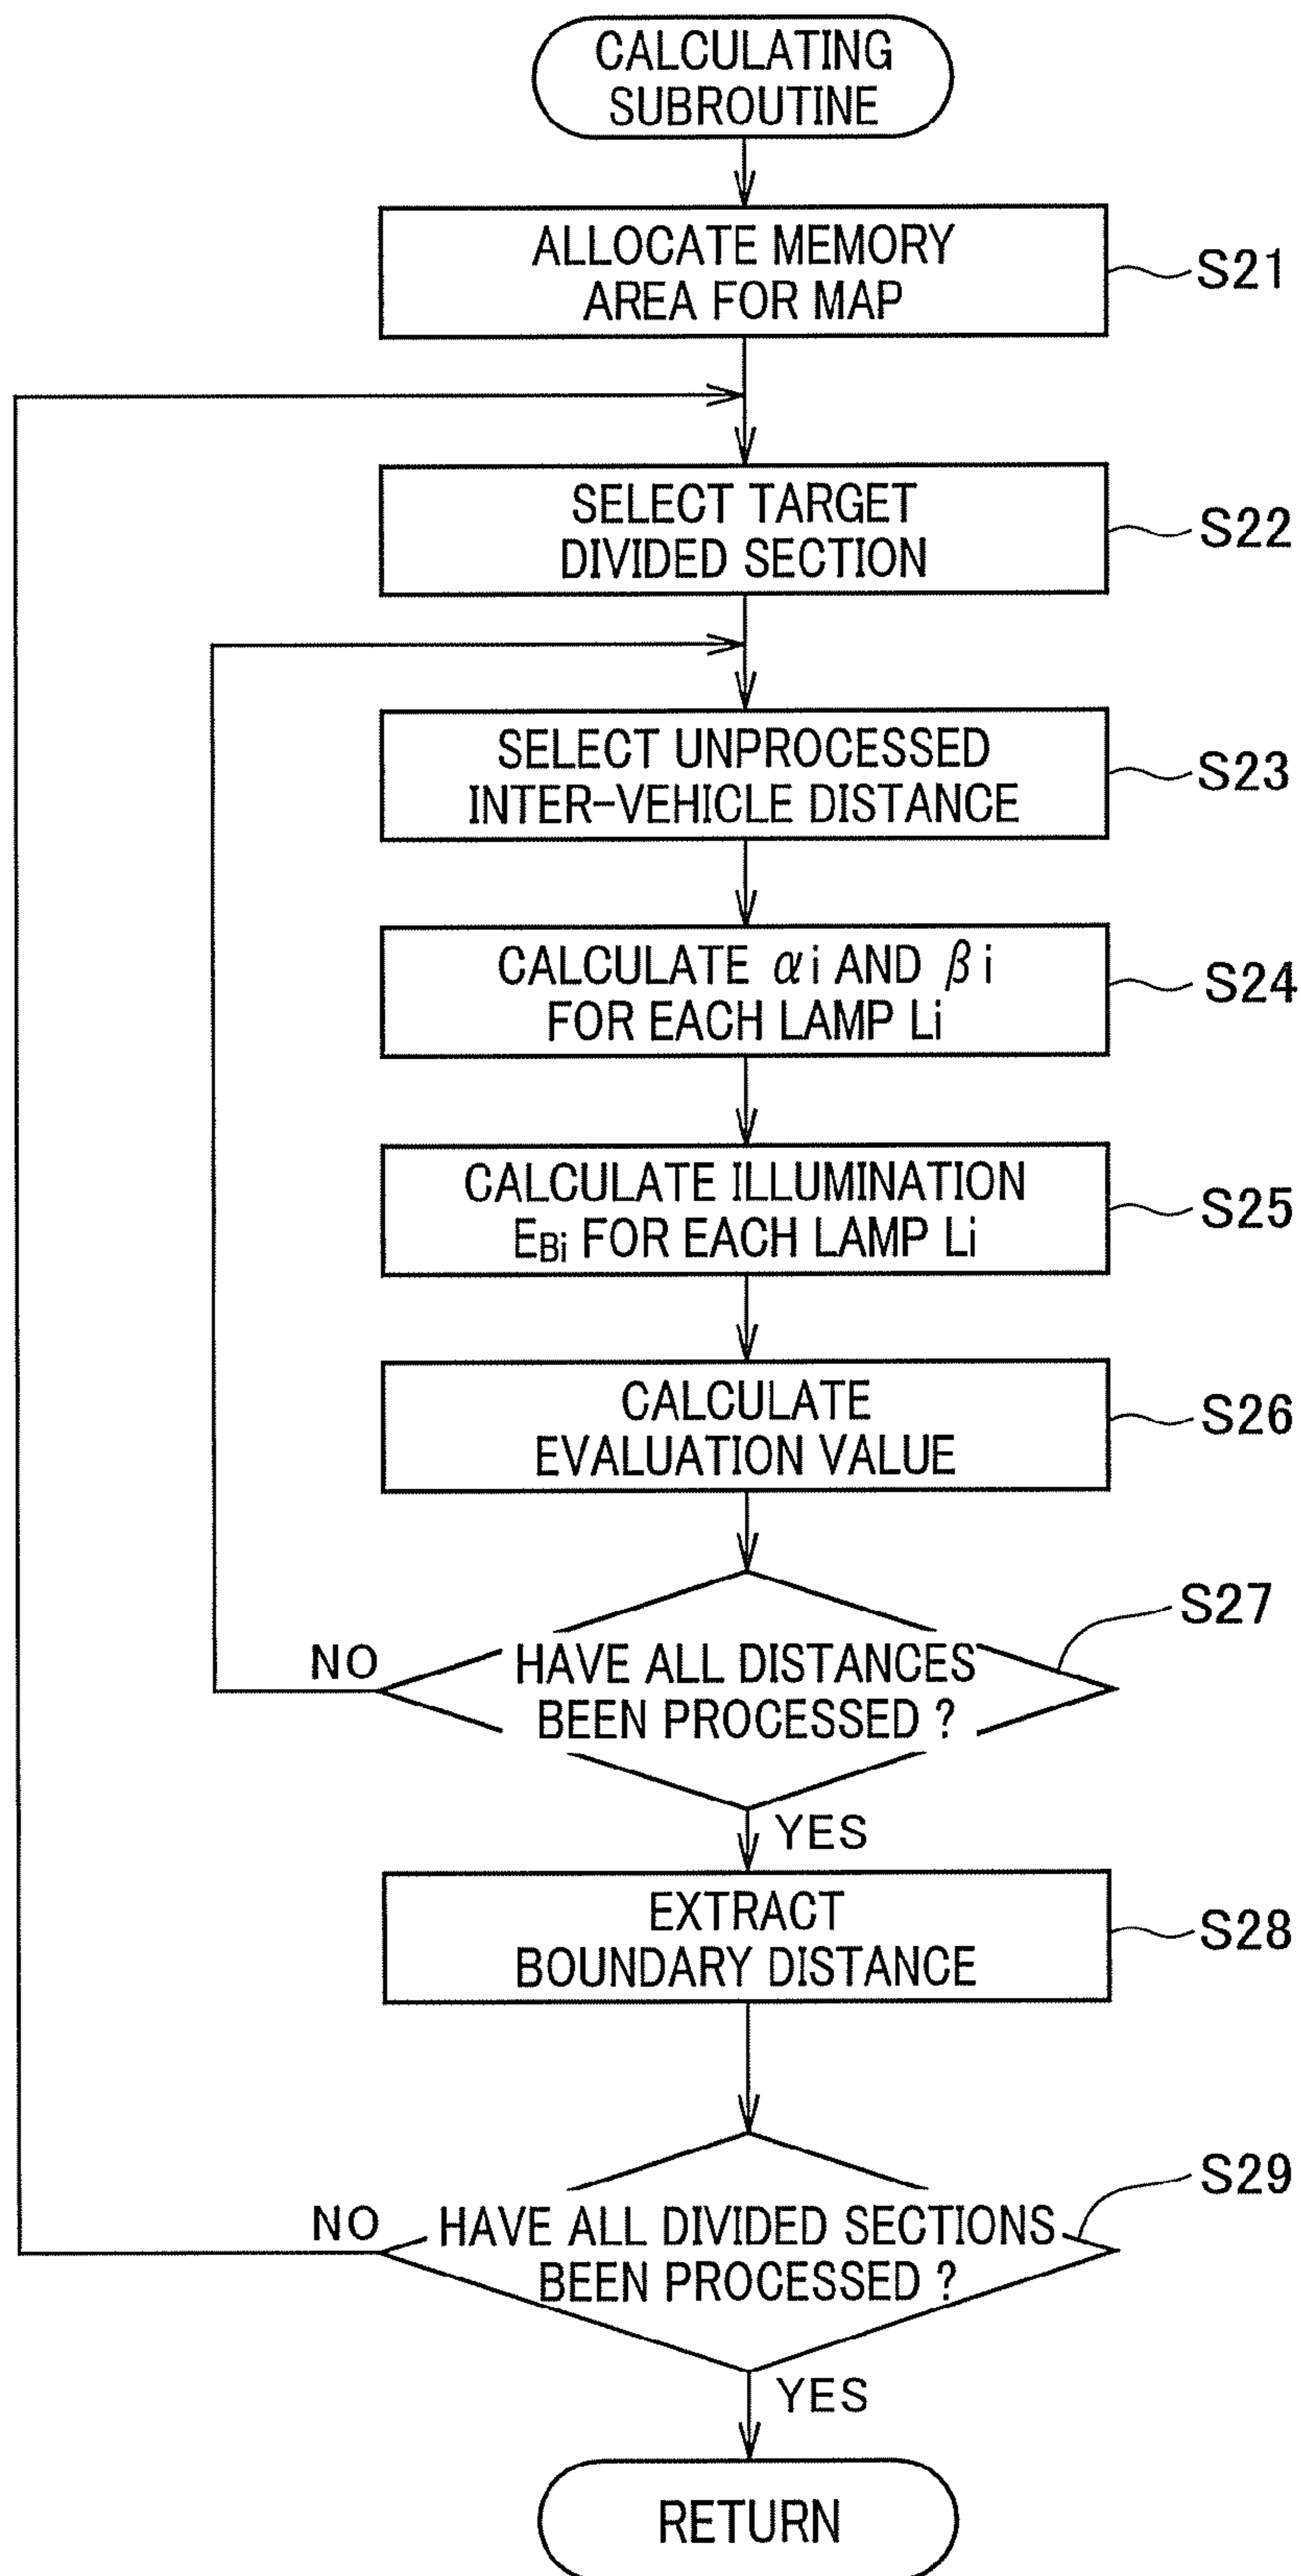 CALCULATING
SUBROUTINE
ALLOCATE MEMORY
AREA FOR MAP
S21
SELECT TARGET
DIVIDED SECTION
S22
SELECT UNPROCESSED
INTER-VEHICLE DISTANCE
S23
CALCULATE αi AND βi
FOR EACH LAMP Li
S24
CALCULATE ILLUMINATION
EBi FOR EACH LAMP Li
S25
CALCULATE
EVALUATION VALUE
S26
S27
NO
HAVE ALL DISTANCES
BEEN PROCESSED ?
YES
EXTRACT
BOUNDARY DISTANCE
S28
S29
NO
HAVE ALL DIVIDED SECTIONS
BEEN PROCESSED ?
YES
RETURN